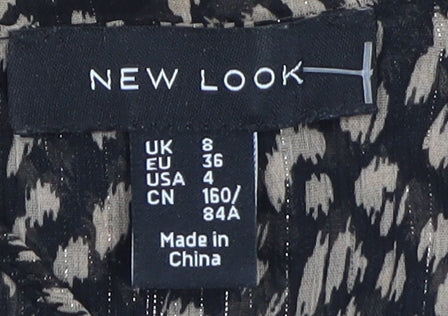 NEW LOOK
UK 8
EU 36
USA 4
CN 160/
84A
Made in
China